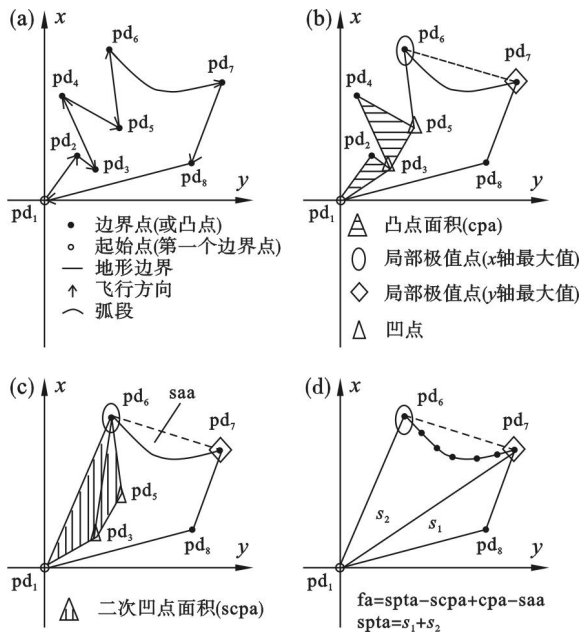 (a)
x
pd6
pd4
pd7
pd5
pd2
pd3
pd8
pd1
y
边界点(或凸点)
起始点(第一个边界点)
地形边界
飞行方向
弧段
(b)
x
pd6
pd7
pd4
pd5
pd2
pd3
pd8
pd1
y
凸点面积(cpa)
局部极值点(x轴最大值)
局部极值点(y轴最大值)
凹点
(c)
x
pd6
saa
pd7
pd5
pd3
pd8
pd1
y
二次凹点面积(scpa)
(d)
x
pd6
pd7
s2
s1
pd8
pd1
y
fa=spta−scpa+cpa−saa
spta=s1+s2